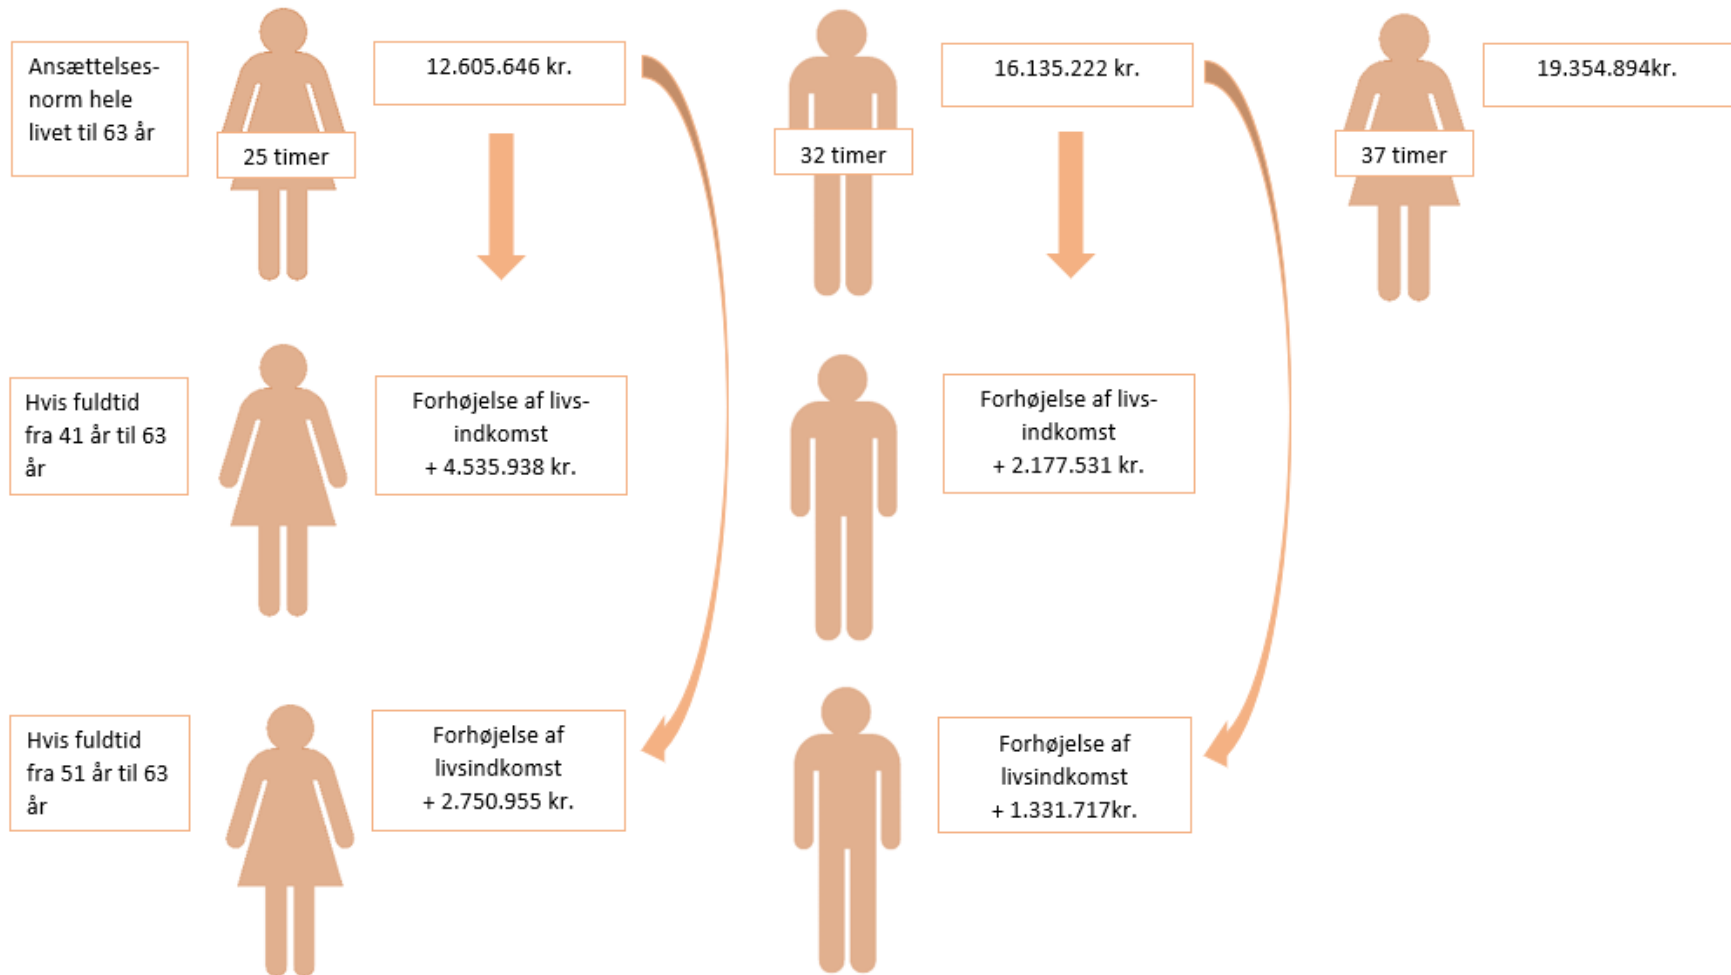 Ansættelses-
norm hele
livet til 63 år
25 timer
12.605.646 kr.
32 timer
16.135.222 kr.
37 timer
19.354.894kr.
Hvis fuldtid
fra 41 år til 63
år
Forhøjelse af livs-
indkomst
+ 4.535.938 kr.
Forhøjelse af livs-
indkomst
+ 2.177.531 kr.
Hvis fuldtid
fra 51 år til 63
år
Forhøjelse af
livsindkomst
+ 2.750.955 kr.
Forhøjelse af
livsindkomst
+ 1.331.717kr.